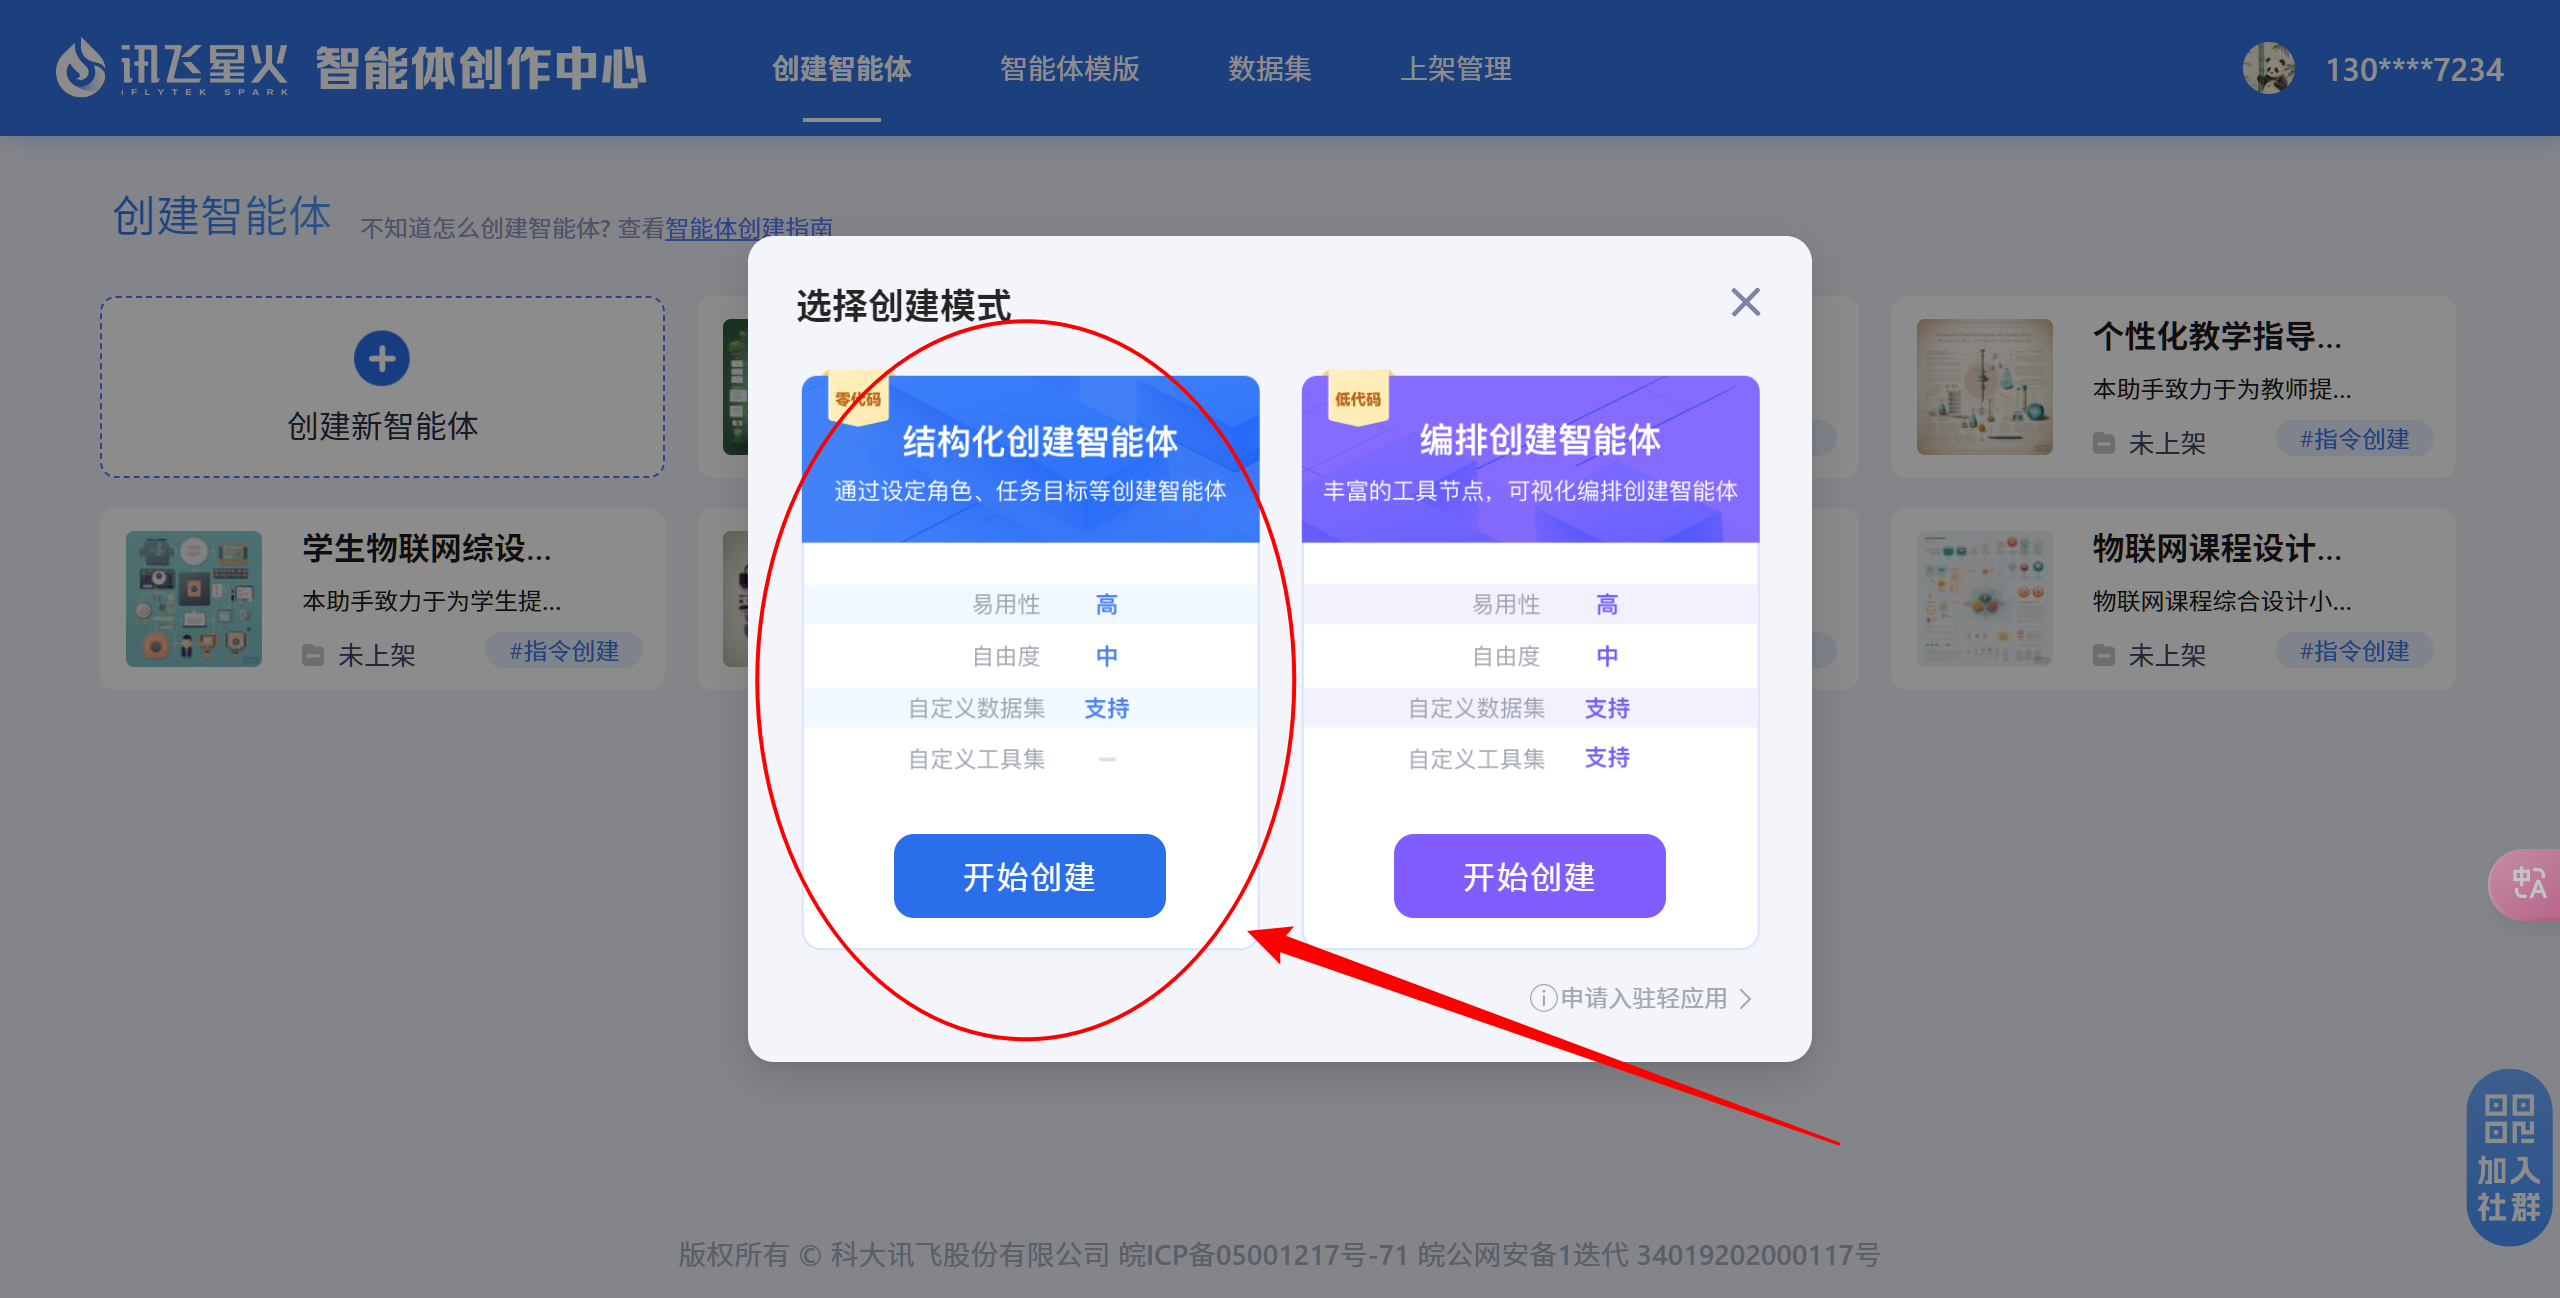 讯飞星火 智能体创作中心
iFLYTEK SPARK
创建智能体
智能体模版
数据集
上架管理
130****7234
创建智能体
不知道怎么创建智能体? 查看智能体创建指南
创建新智能体
个性化教学指导...
本助手致力于为教师提...
未上架
#指令创建
学生物联网综设...
本助手致力于为学生提...
未上架
#指令创建
物联网课程设计...
物联网课程综合设计小...
未上架
#指令创建
选择创建模式
零代码
结构化创建智能体
通过设定角色、任务目标等创建智能体
易用性 高
自由度 中
自定义数据集 支持
自定义工具集 –
开始创建
低代码
编排创建智能体
丰富的工具节点，可视化编排创建智能体
易用性 高
自由度 中
自定义数据集 支持
自定义工具集 支持
开始创建
申请入驻轻应用
中A
加入
社群
版权所有 © 科大讯飞股份有限公司 皖ICP备05001217号-71 皖公网安备1迭代 34019202000117号